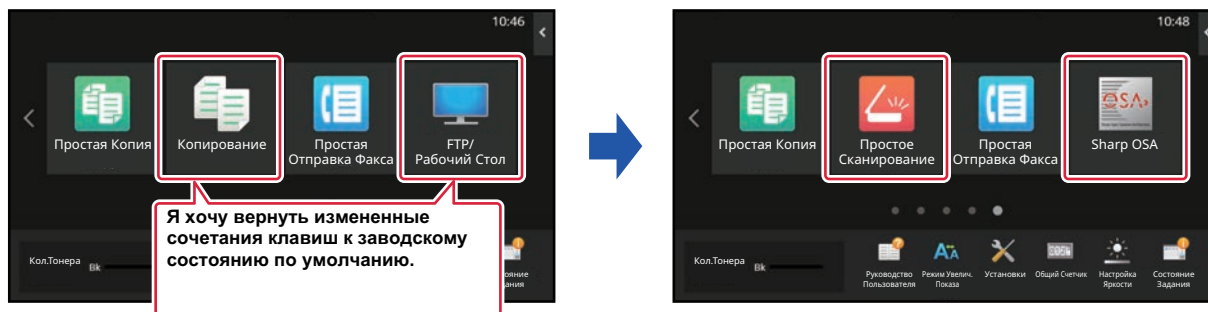 10:46
Простая Копия
Копирование
Простая
Отправка Факса
FTP/
Рабочий Стол
Я хочу вернуть измененные
сочетания клавиш к заводскому
состоянию по умолчанию.
Кол.Тонера
Bk
10:48
Простая Копия
Простое
Сканирование
Простая
Отправка Факса
OSA
Sharp OSA
Кол.Тонера
Bk
Руководство
Пользователя
Режим Увелич.
Показа
Установки
Общий Счетчик
Настройка
Яркости
Состояние
Задания